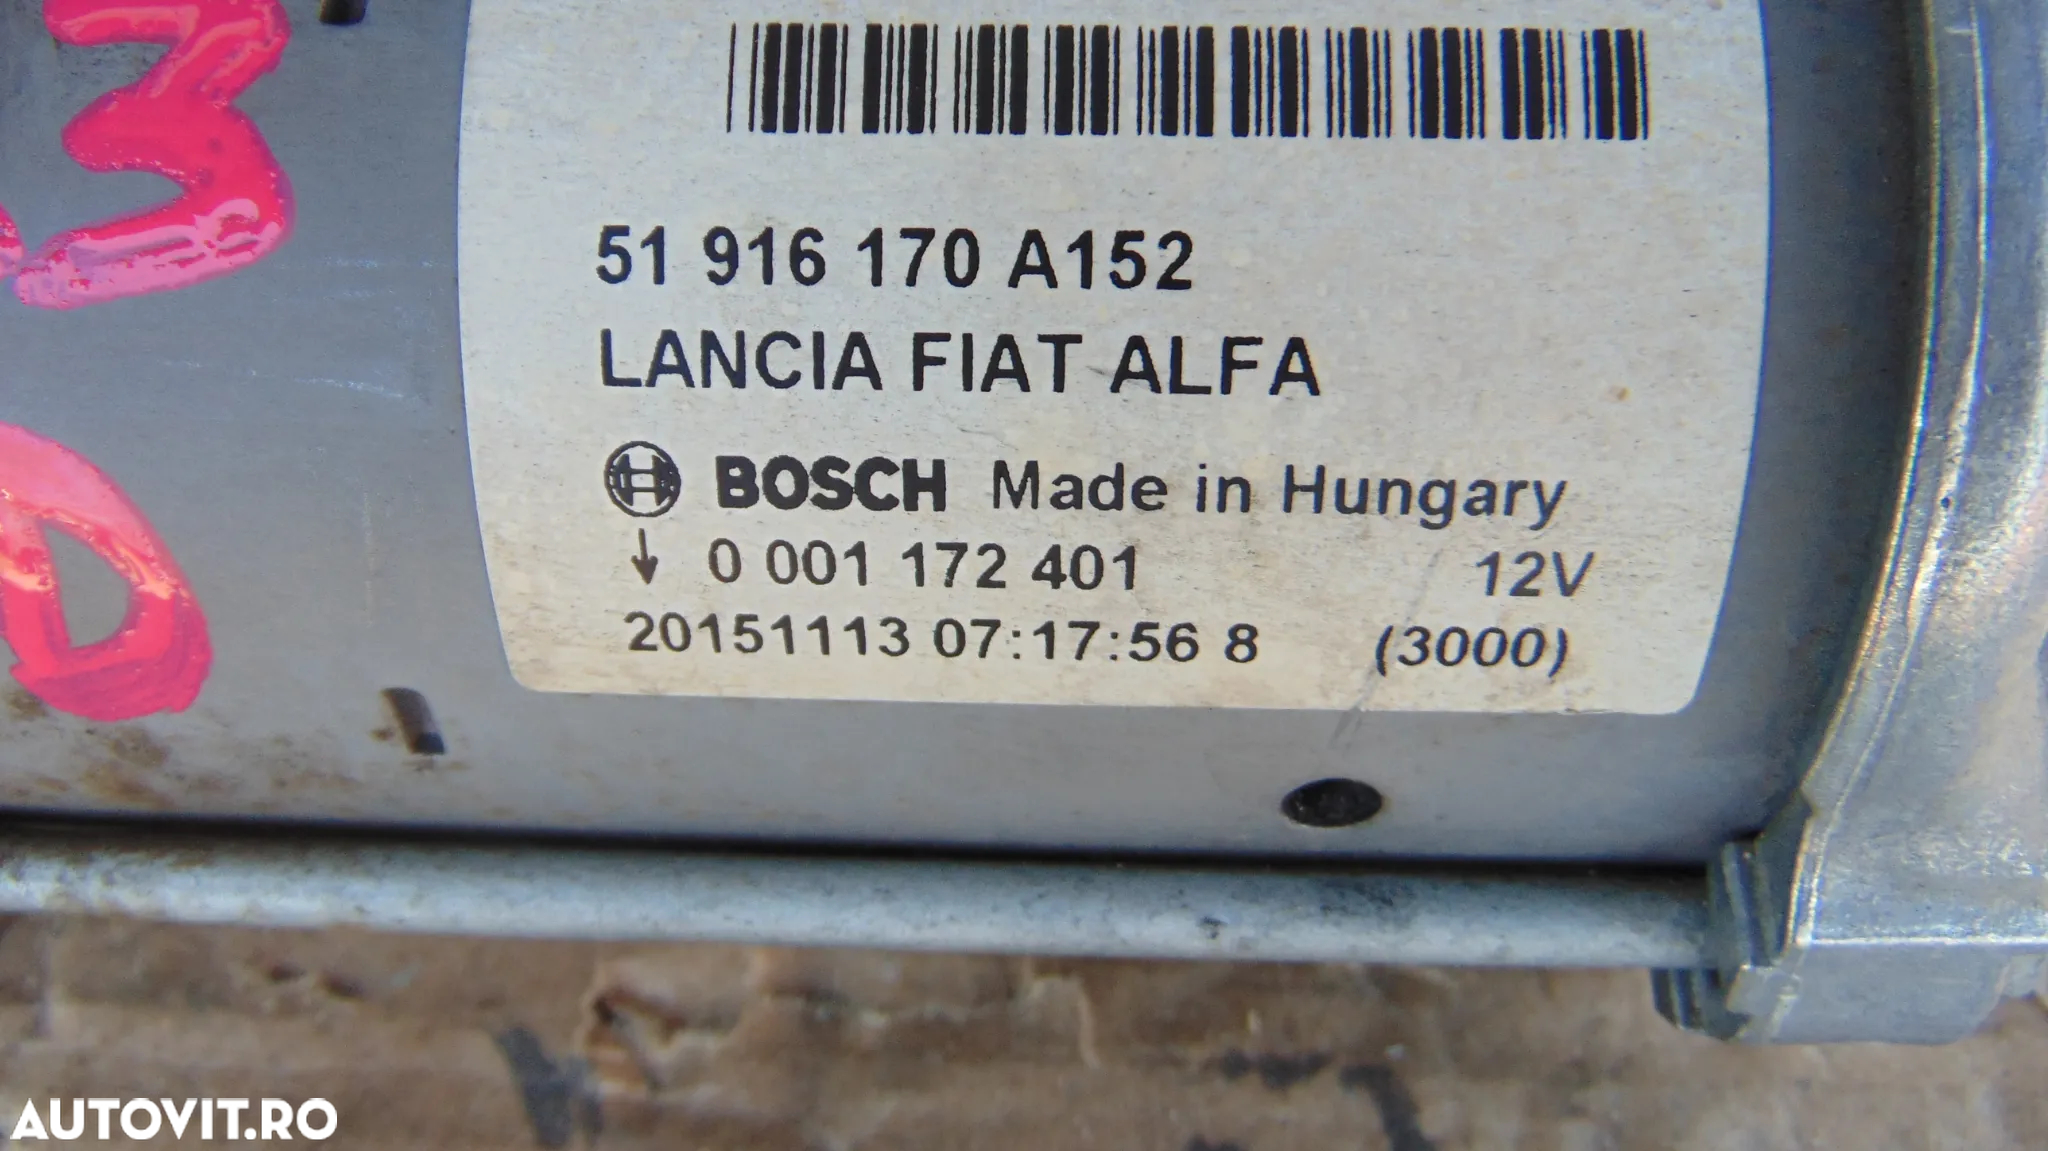 51 916 170 A152
LANCIA FIAT ALFA
BOSCH Made in Hungary
↓ 0 001 172 401 12V
20151113 07:17:56 8 (3000)
AUTOVIT.RO